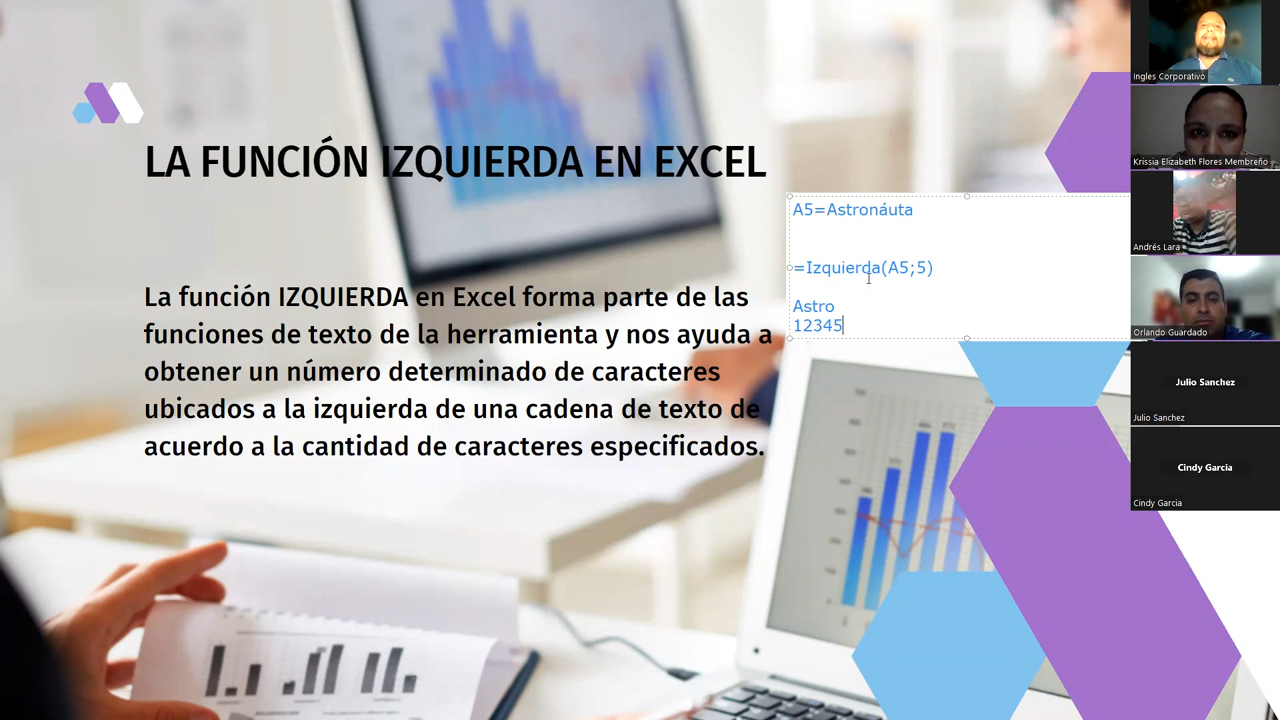 LA FUNCIÓN IZQUIERDA EN EXCEL
La función IZQUIERDA en Excel forma parte de las
funciones de texto de la herramienta y nos ayuda a
obtener un número determinado de caracteres
ubicados a la izquierda de una cadena de texto de
acuerdo a la cantidad de caracteres especificados.
A5=Astronáuta
=Izquierda(A5;5)
Astro
12345
Ingles Corporativo
Krissia Elizabeth Flores Membreño
Andrés Lara
Orlando Guardado
Julio Sanchez
Julio Sanchez
Cindy Garcia
Cindy Garcia